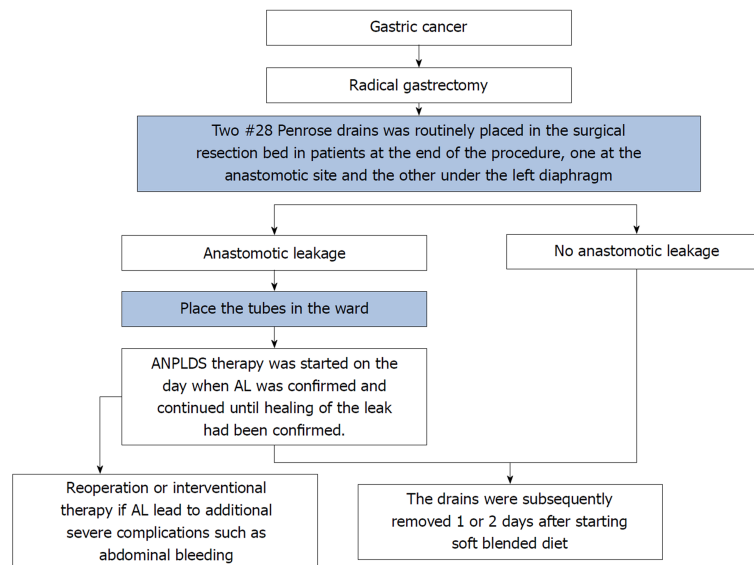 Gastric cancer
Radical gastrectomy
Two #28 Penrose drains was routinely placed in the surgical
resection bed in patients at the end of the procedure, one at the
anastomotic site and the other under the left diaphragm
Anastomotic leakage
No anastomotic leakage
Place the tubes in the ward
ANPLDS therapy was started on the
day when AL was confirmed and
continued until healing of the leak
had been confirmed.
Reoperation or interventional
therapy if AL lead to additional
severe complications such as
abdominal bleeding
The drains were subsequently
removed 1 or 2 days after starting
soft blended diet